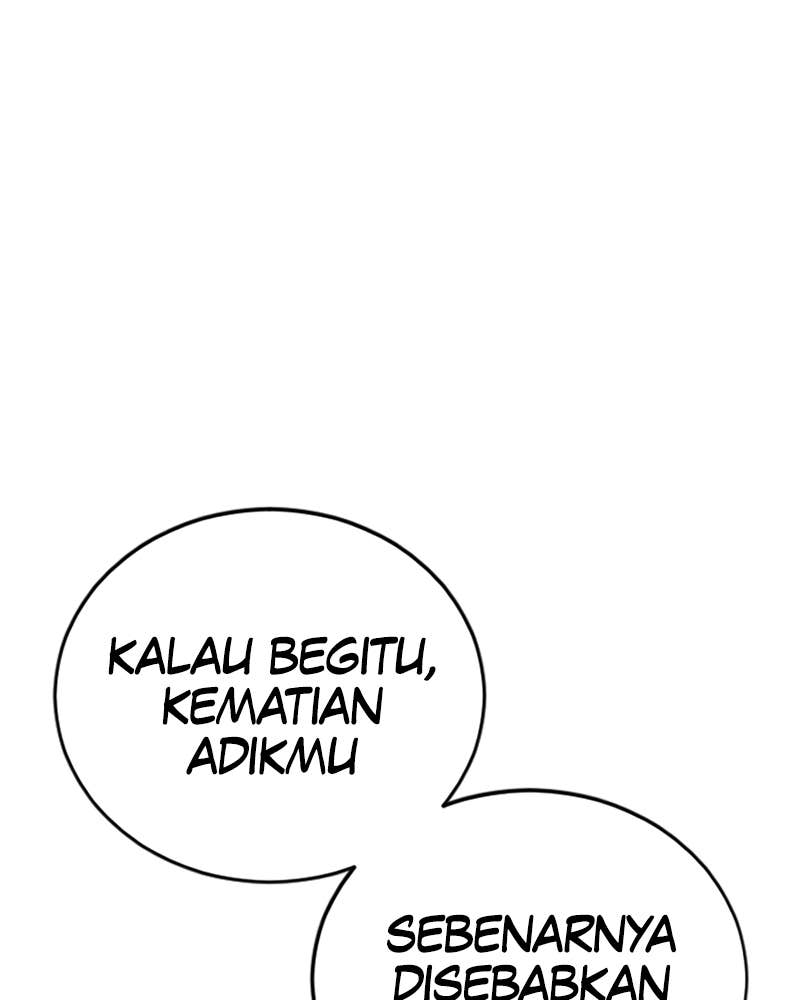 KALAU BEGITU,
KEMATIAN
ADIKMU
SEBENARNYA
DISEBABKAN